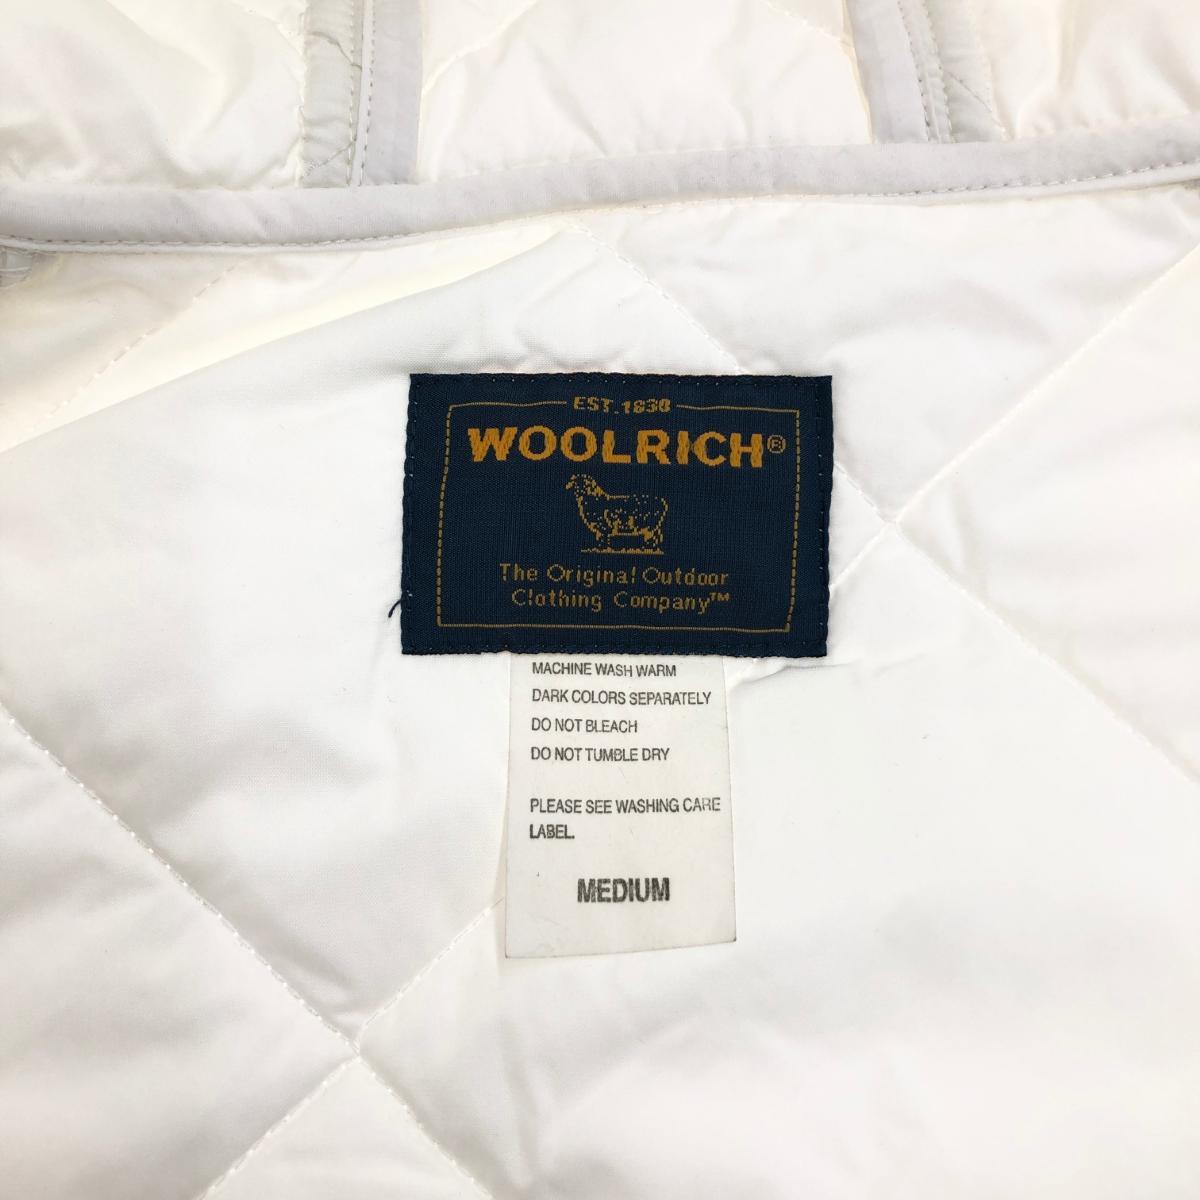 EST. 1830
WOOLRICH®
The Original Outdoor
Clothing Company™
MACHINE WASH WARM
DARK COLORS SEPARATELY
DO NOT BLEACH
DO NOT TUMBLE DRY
PLEASE SEE WASHING CARE
LABEL.
MEDIUM